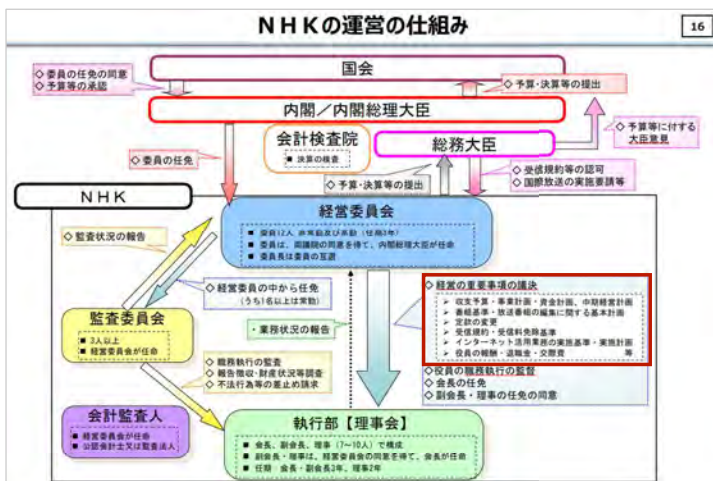 NHKの運営の仕組み
16
国会
◇委員の任免の同意
◇予算等の承認
◇予算・決算等の提出
内閣／内閣総理大臣
会計検査院
■ 決算の検査
総務大臣
◇予算等に付する
大臣意見
◇委員の任免
◇予算・決算等の提出
◇受信規約等の認可
◇国際放送の実施要請等
NHK
経営委員会
■ 委員12人 非常勤及び常勤（任期3年）
■ 委員は、両議院の同意を得て、内閣総理大臣が任命
■ 委員長は委員の互選
◇監査状況の報告
◇経営委員の中から任免
（うち1名以上は常勤）
監査委員会
■ 3人以上
■ 経営委員会が任命
・業務状況の報告
◇経営の重要事項の議決
➢ 収支予算・事業計画・資金計画、中期経営計画
➢ 番組基準・放送番組の編集に関する基本計画
➢ 定款の変更
➢ 受信規約・受信料免除基準
➢ インターネット活用業務の実施基準・実施計画
➢ 役員の報酬・退職金・交際費 等
◇役員の職務執行の監督
◇会長の任免
◇副会長・理事の任免の同意
◇職務執行の監査
◇報告徴収・財産状況等調査
◇不法行為等の差止め請求
会計監査人
■ 経営委員会が任命
■ 公認会計士又は監査法人
執行部【理事会】
■ 会長、副会長、理事（7〜10人）で構成
■ 副会長・理事は、経営委員会の同意を得て、会長が任命
■ 任期：会長・副会長3年、理事2年